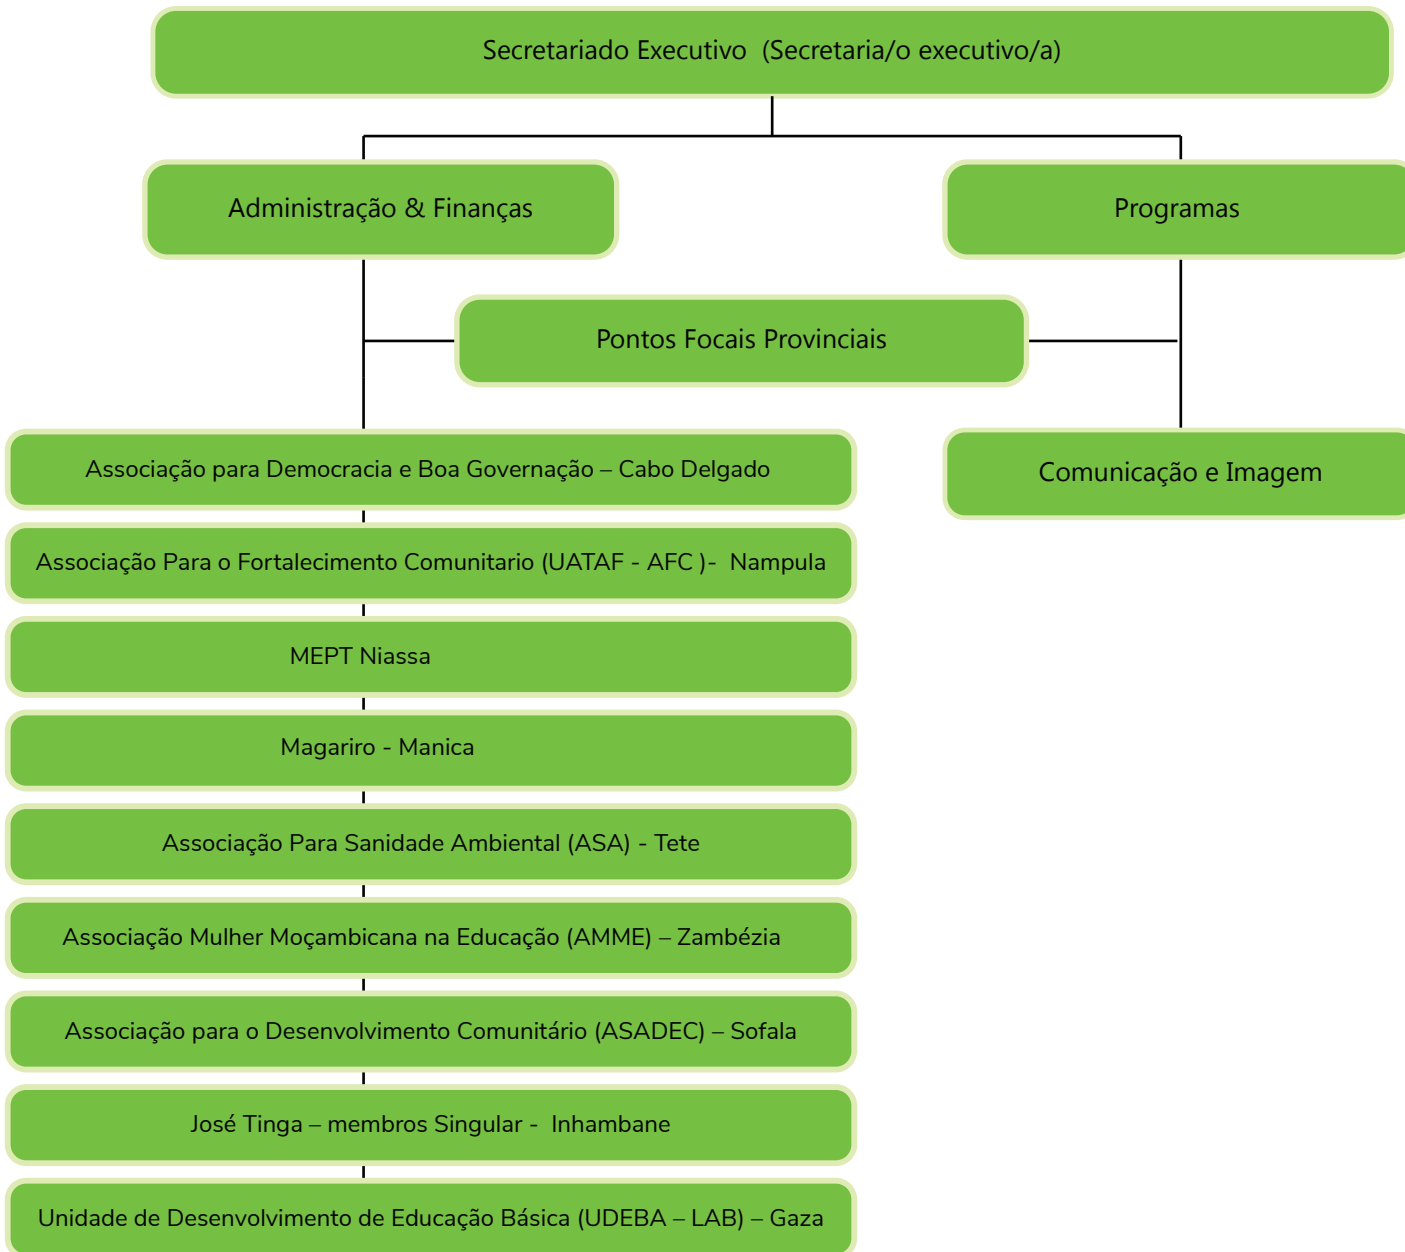 Secretariado Executivo (Secretaria/o executivo/a)
Administração & Finanças
Programas
Pontos Focais Provinciais
Associação para Democracia e Boa Governação – Cabo Delgado
Comunicação e Imagem
Associação Para o Fortalecimento Comunitario (UATAF - AFC )- Nampula
MEPT Niassa
Magariro - Manica
Associação Para Sanidade Ambiental (ASA) - Tete
Associação Mulher Moçambicana na Educação (AMME) – Zambézia
Associação para o Desenvolvimento Comunitário (ASADEC) – Sofala
José Tinga – membros Singular - Inhambane
Unidade de Desenvolvimento de Educação Básica (UDEBA – LAB) – Gaza